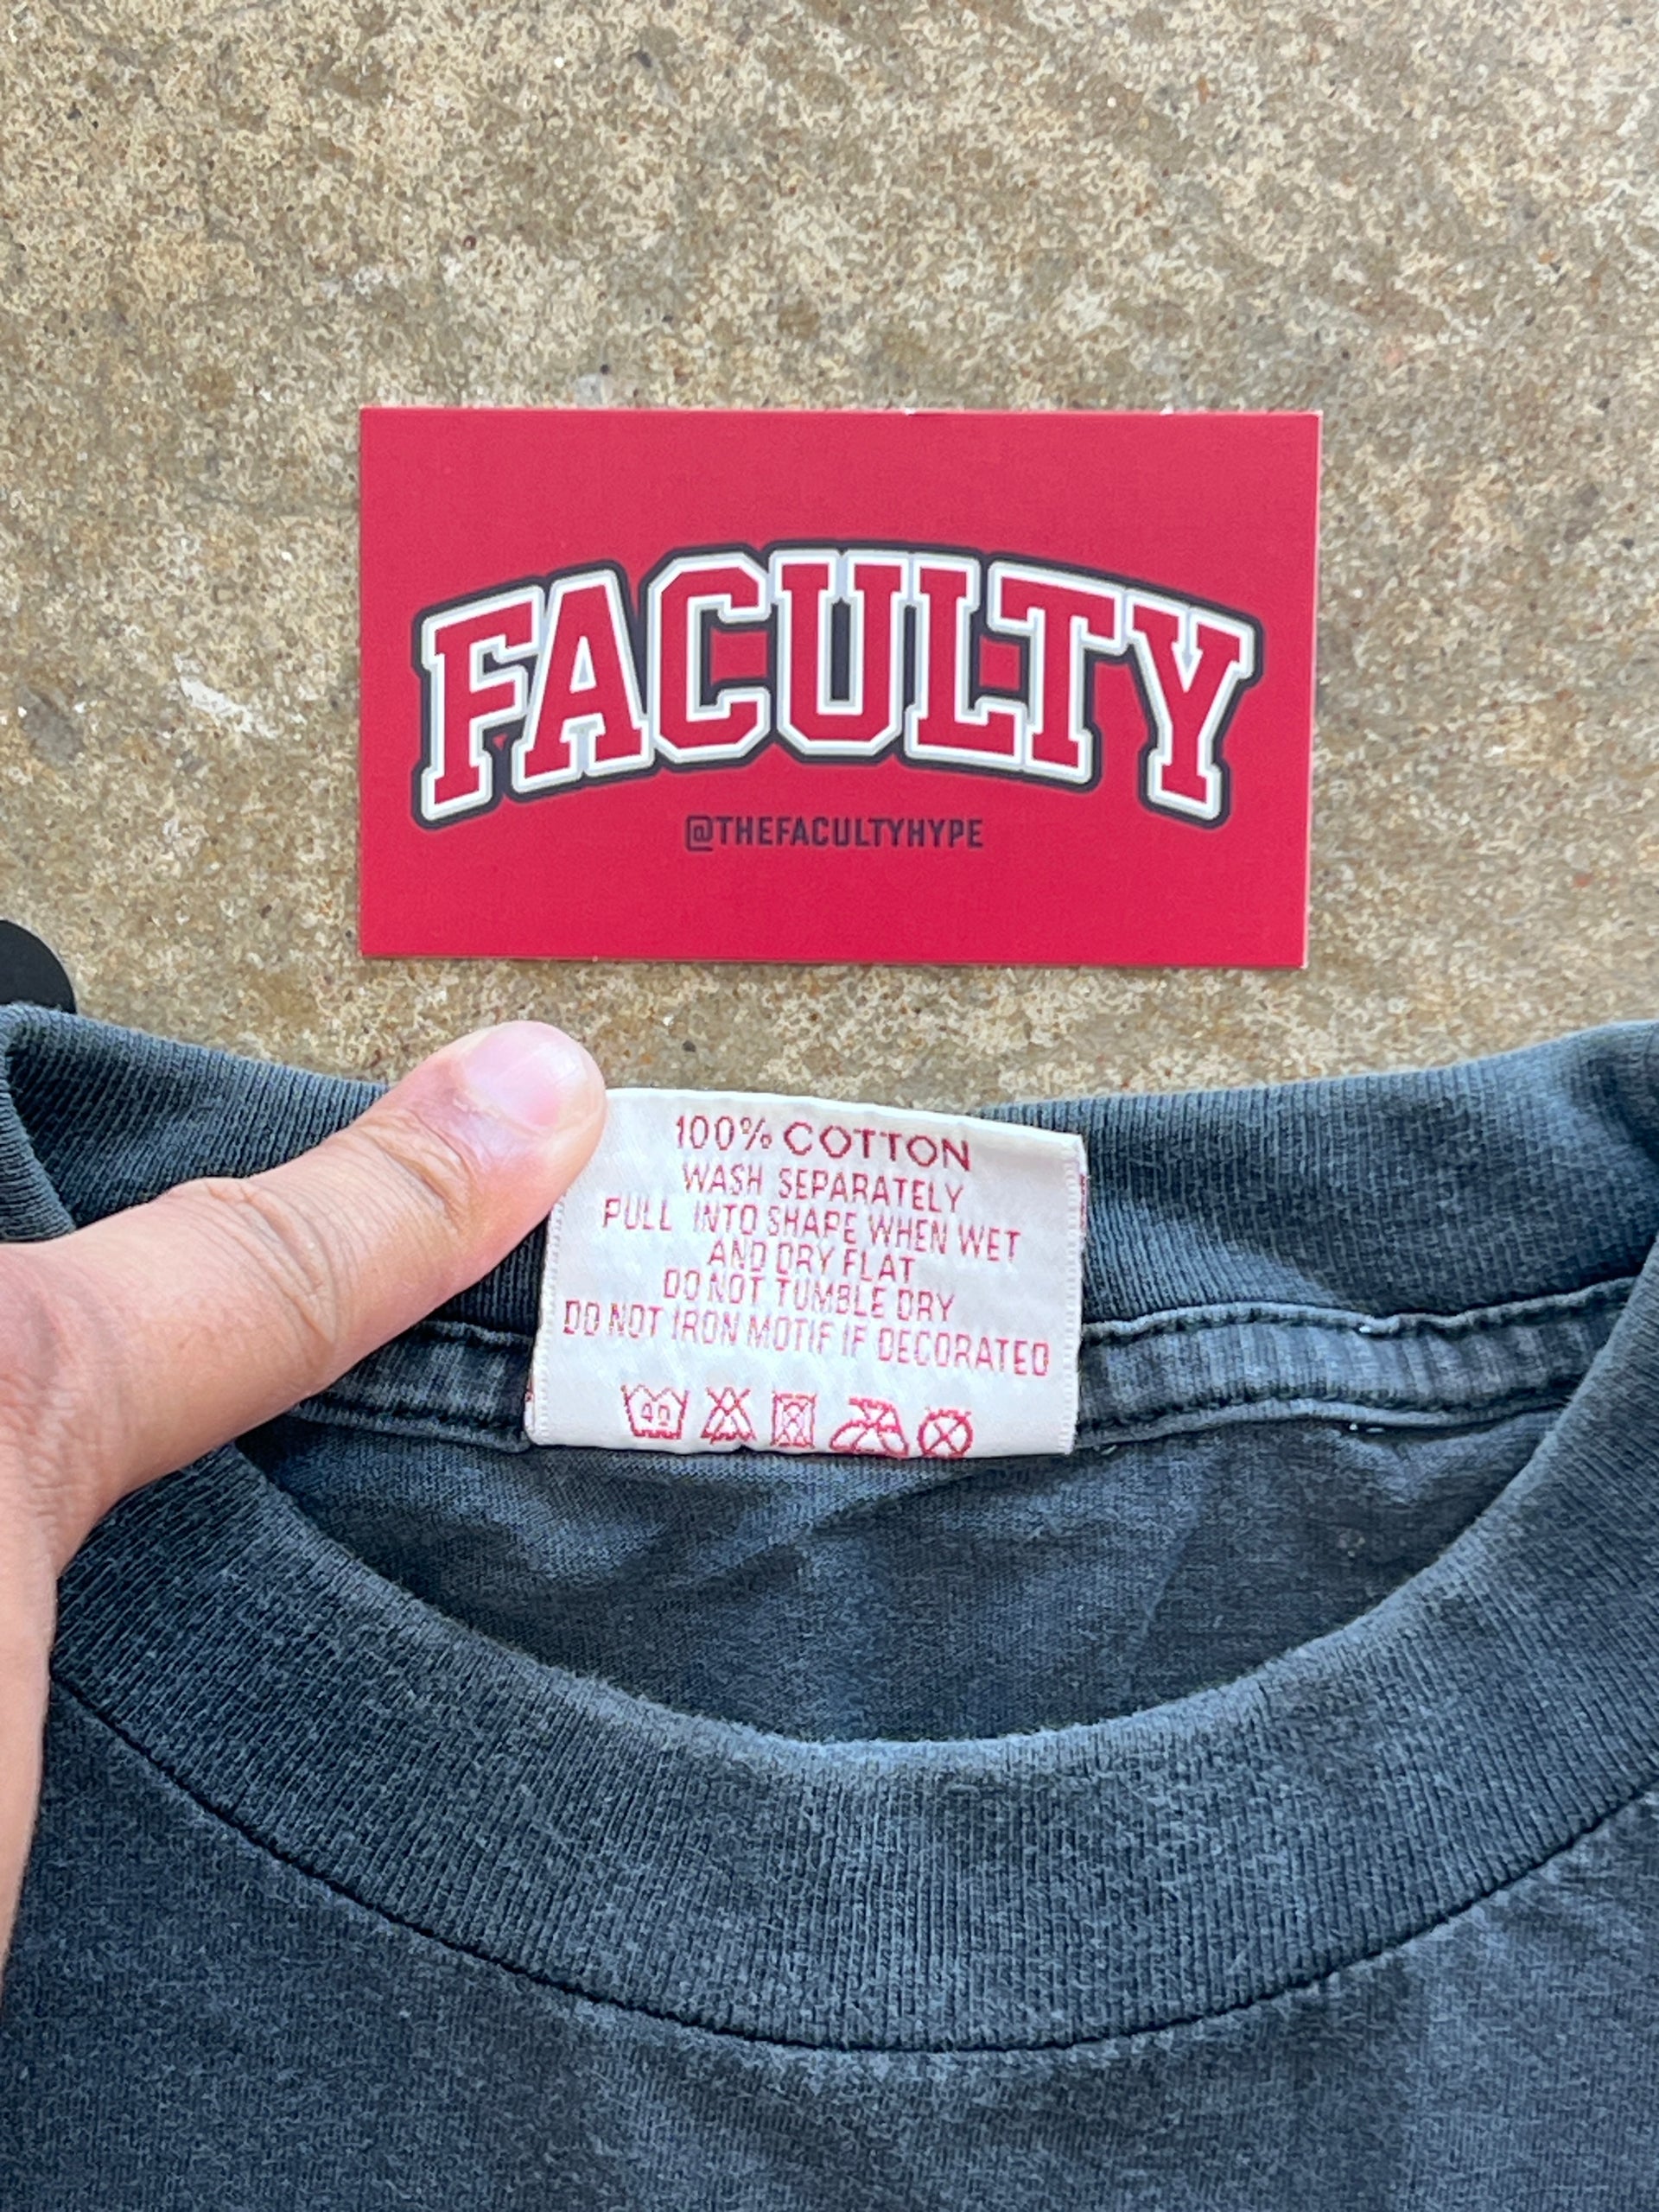 FACULTY
@THEFACULTYHYPE
100% COTTON
WASH SEPARATELY
PULL INTO SHAPE WHEN WET
AND DRY FLAT
DO NOT TUMBLE DRY
DO NOT IRON MOTIF IF DECORATED
40